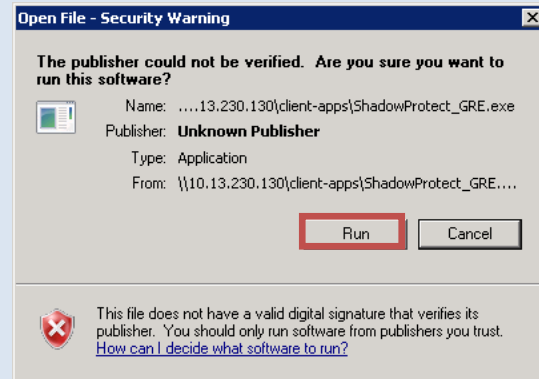 Open File - Security Warning
The publisher could not be verified. Are you sure you want to
run this software?
Name: ....13.230.130\client-apps\ShadowProtect_GRE.exe
Publisher: Unknown Publisher
Type: Application
From: \\10.13.230.130\client-apps\ShadowProtect_GRE....
Run Cancel
This file does not have a valid digital signature that verifies its
publisher. You should only run software from publishers you trust.
How can I decide what software to run?